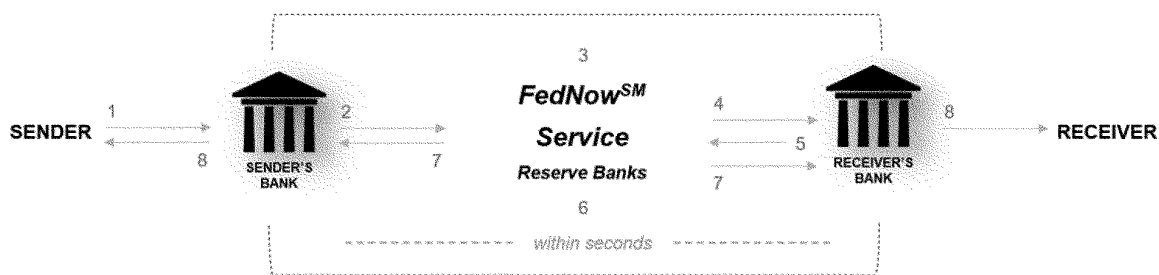 3
FedNowSM
Service
Reserve Banks
6
within seconds
SENDER
1
8
SENDER'S
BANK
2
7
4
5
7
RECEIVER'S
BANK
8
RECEIVER